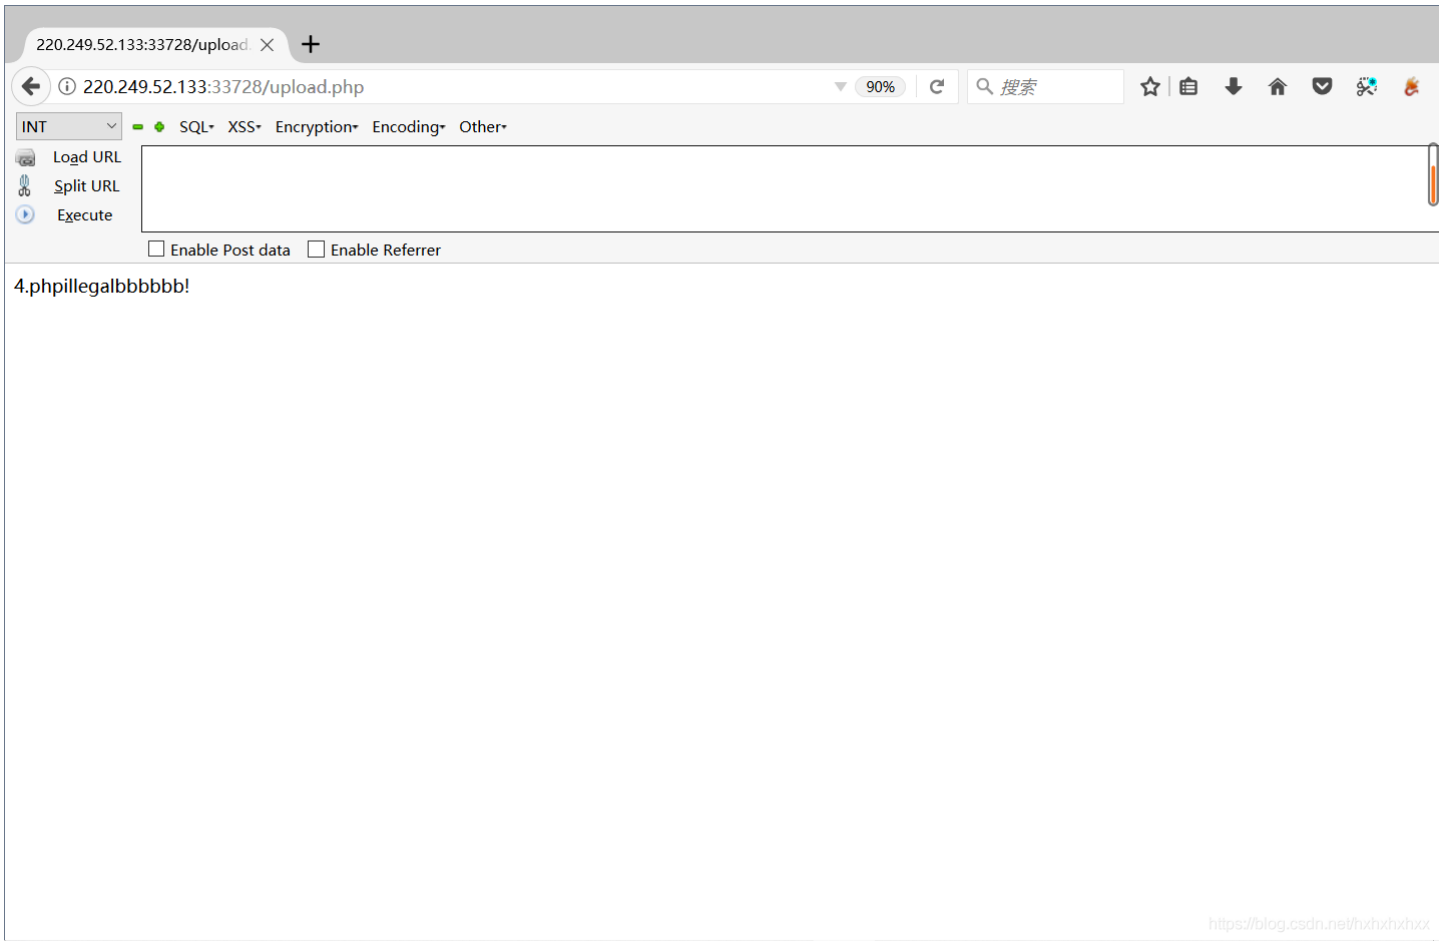 220.249.52.133:33728/upload.
220.249.52.133:33728/upload.php
90%
搜索
INT
SQL
XSS
Encryption
Encoding
Other
Load URL
Split URL
Execute
Enable Post data
Enable Referrer
4.phpillegalbbbbbb!
https://blog.csdn.net/hxhxhxhxx